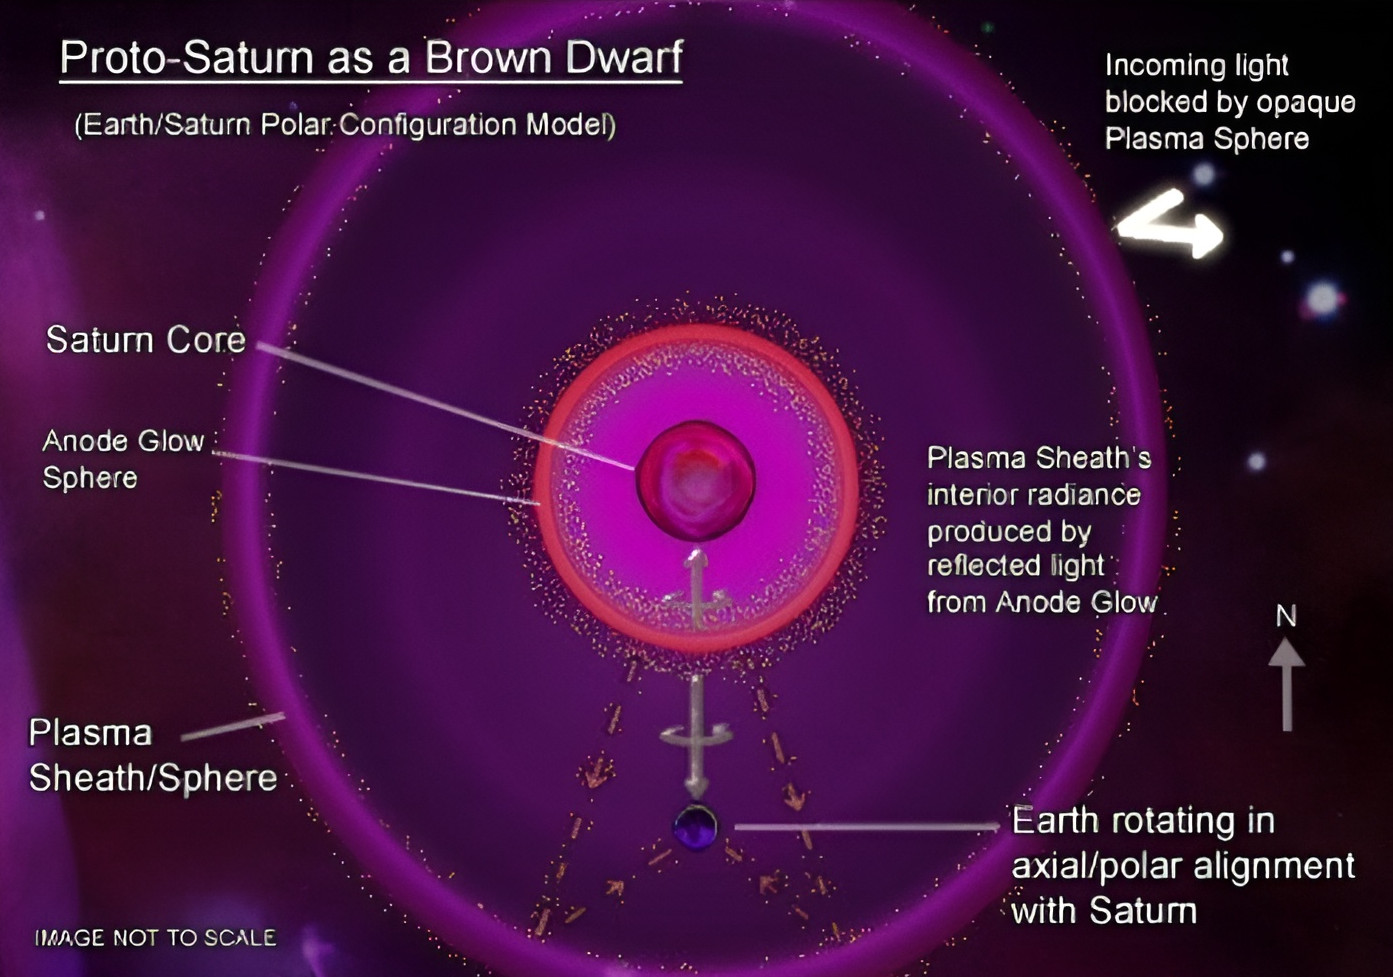 Proto-Saturn as a Brown Dwarf
(Earth/Saturn Polar Configuration Model)
Incoming light
blocked by opaque
Plasma Sphere
Saturn Core
Anode Glow
Sphere
Plasma Sheath's
interior radiance
produced by
reflected light
from Anode Glow
N
Plasma
Sheath/Sphere
Earth rotating in
axial/polar alignment
with Saturn
IMAGE NOT TO SCALE